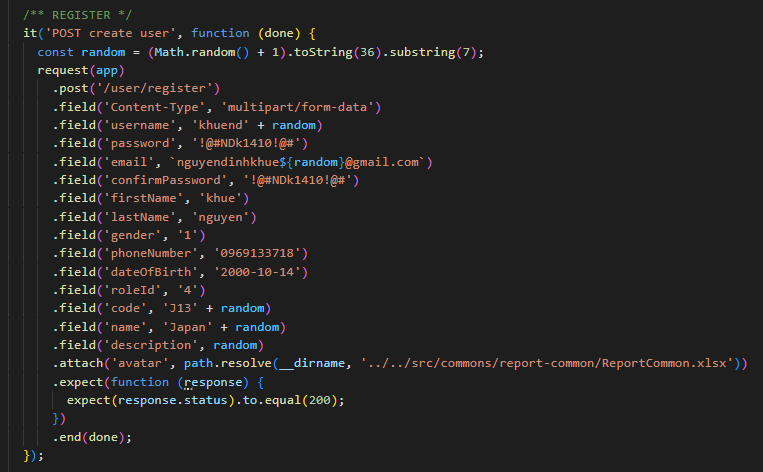 /** REGISTER */
it('POST create user', function (done) {
  const random = (Math.random() + 1).toString(36).substring(7);
  request(app)
    .post('/user/register')
    .field('Content-Type', 'multipart/form-data')
    .field('username', 'khuend' + random)
    .field('password', '!@#NDk1410!@#')
    .field('email', `nguyendinhkhue${random}@gmail.com`)
    .field('confirmPassword', '!@#NDk1410!@#')
    .field('firstName', 'khue')
    .field('lastName', 'nguyen')
    .field('gender', '1')
    .field('phoneNumber', '0969133718')
    .field('dateOfBirth', '2000-10-14')
    .field('roleId', '4')
    .field('code', 'J13' + random)
    .field('name', 'Japan' + random)
    .field('description', random)
    .attach('avatar', path.resolve(__dirname, '../../src/commons/report-common/ReportCommon.xlsx'))
    .expect(function (response) {
      expect(response.status).to.equal(200);
    })
    .end(done);
});